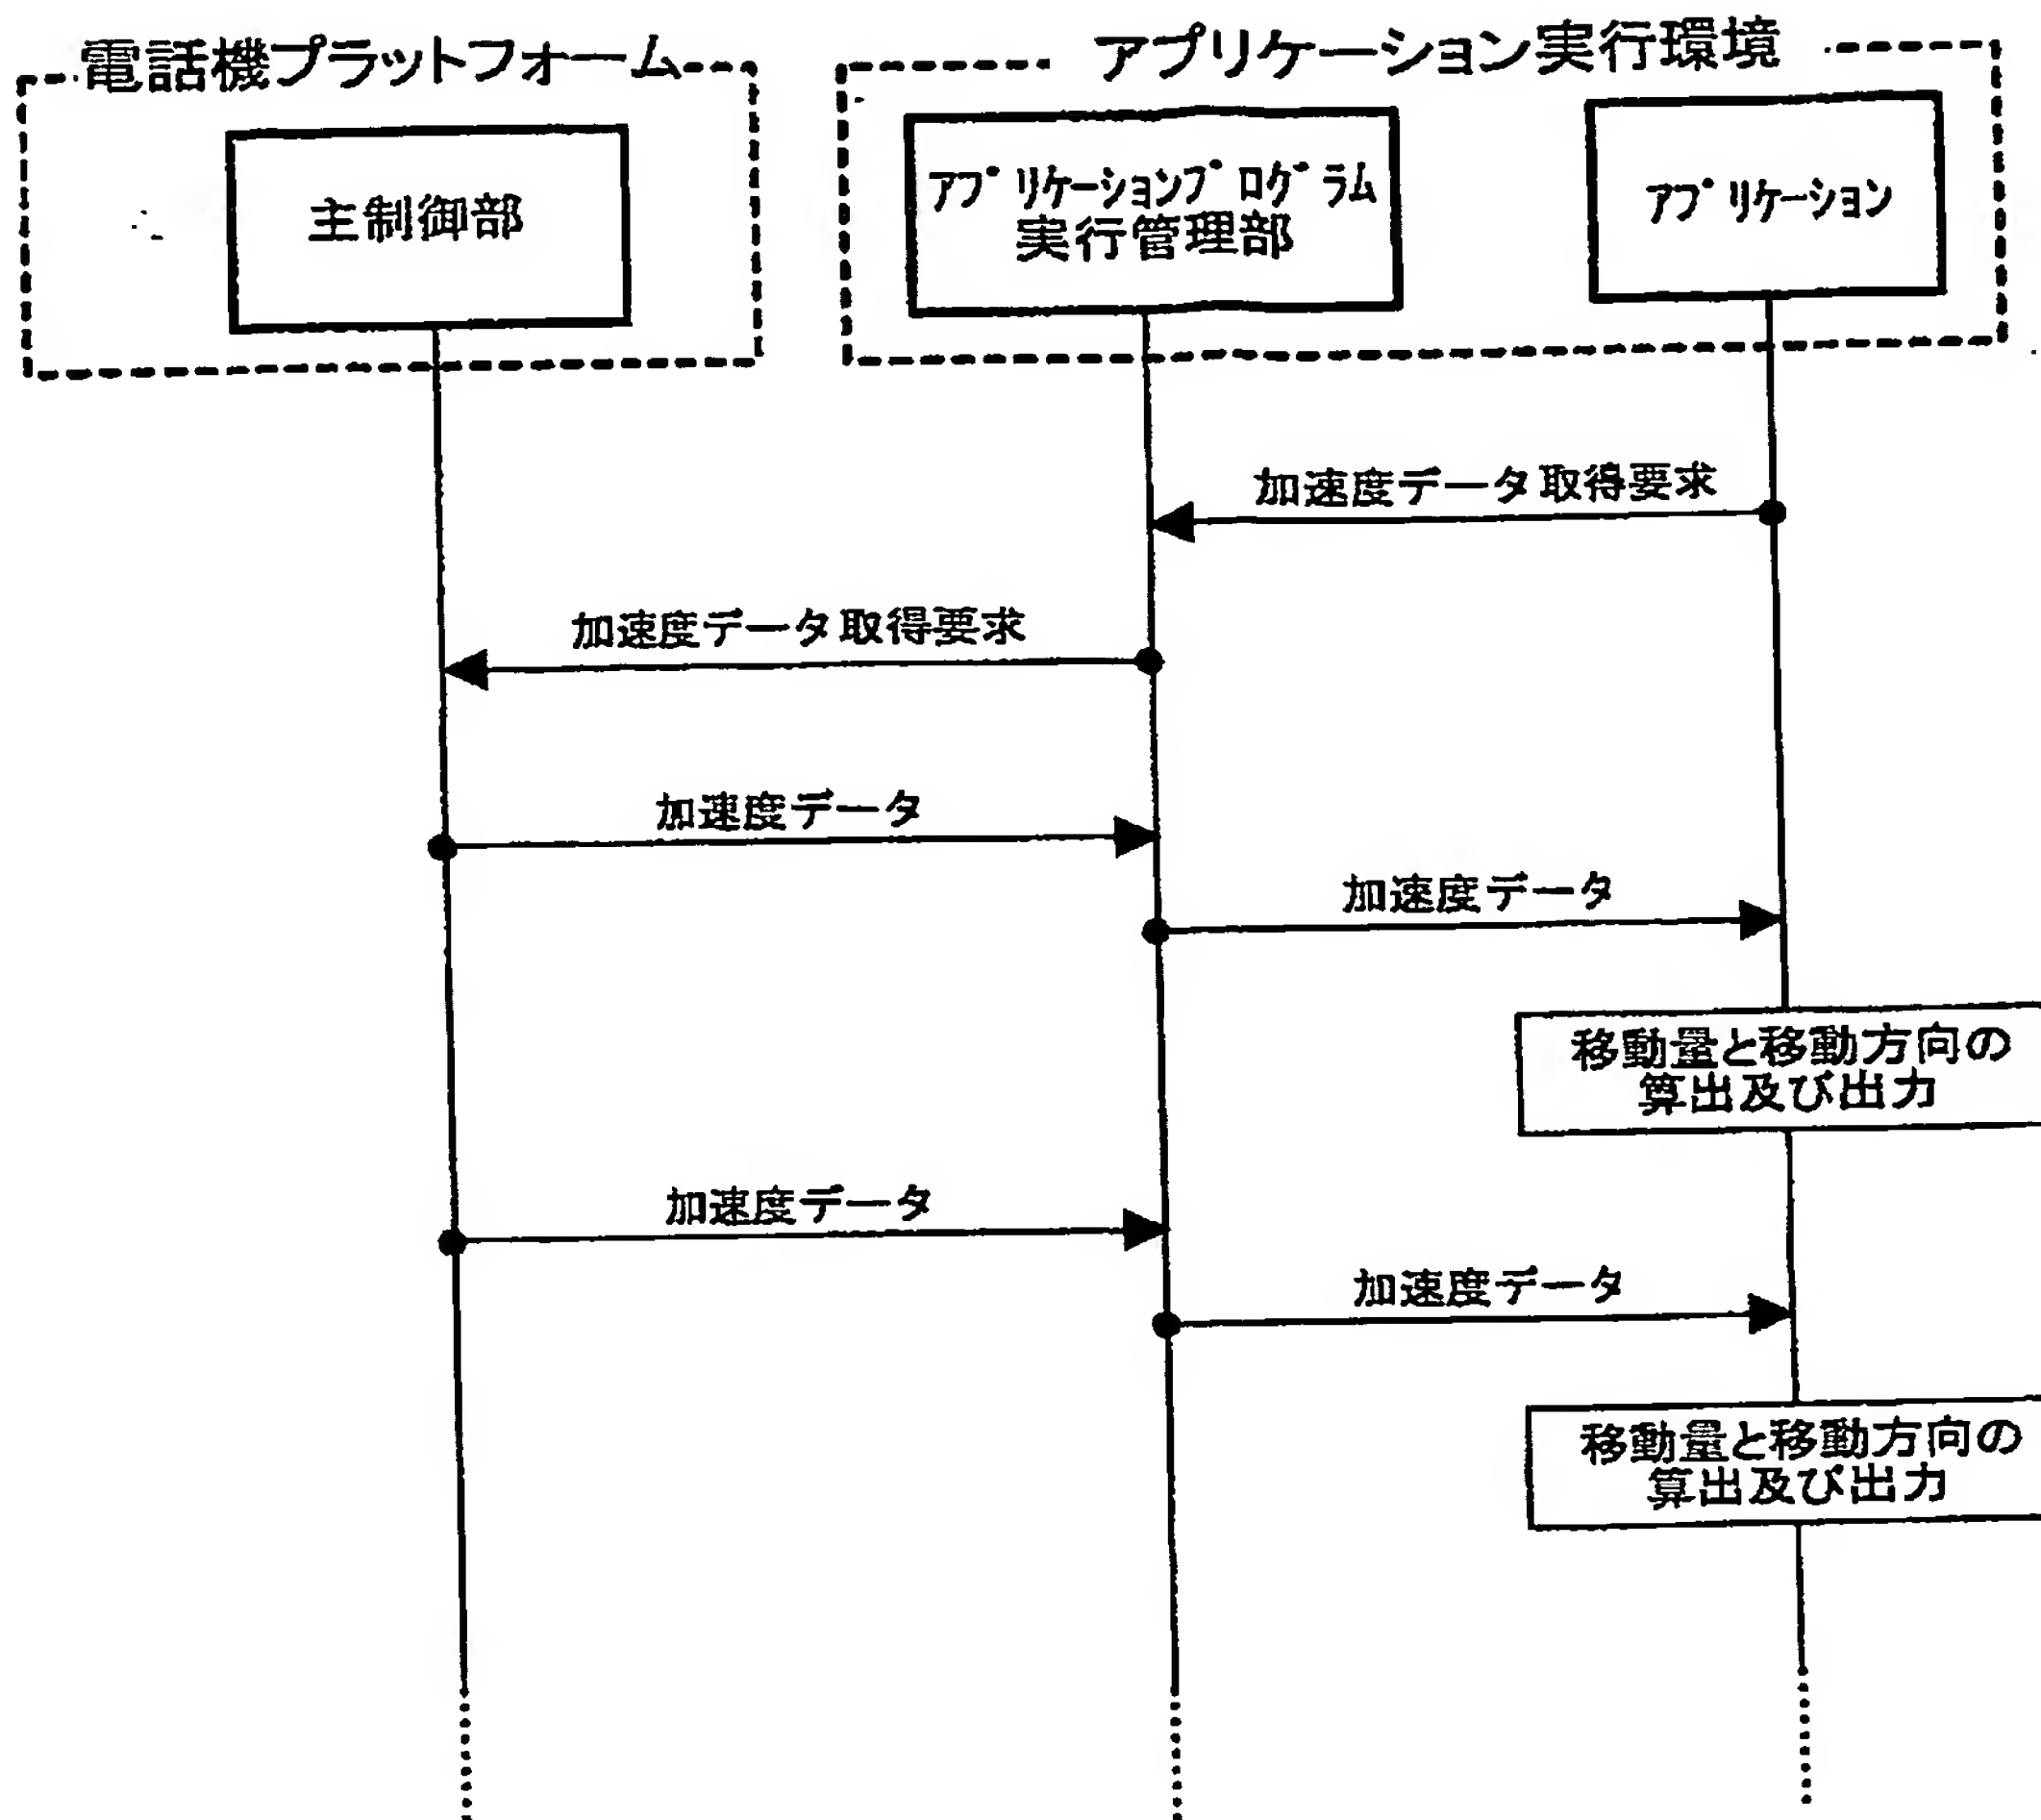 電話機プラットフォーム
アプリケーション実行環境
主制御部
アプリケーションプログラム
実行管理部
アプリケーション
加速度データ取得要求
加速度データ取得要求
加速度データ
加速度データ
移動量と移動方向の
算出及び出力
加速度データ
加速度データ
移動量と移動方向の
算出及び出力